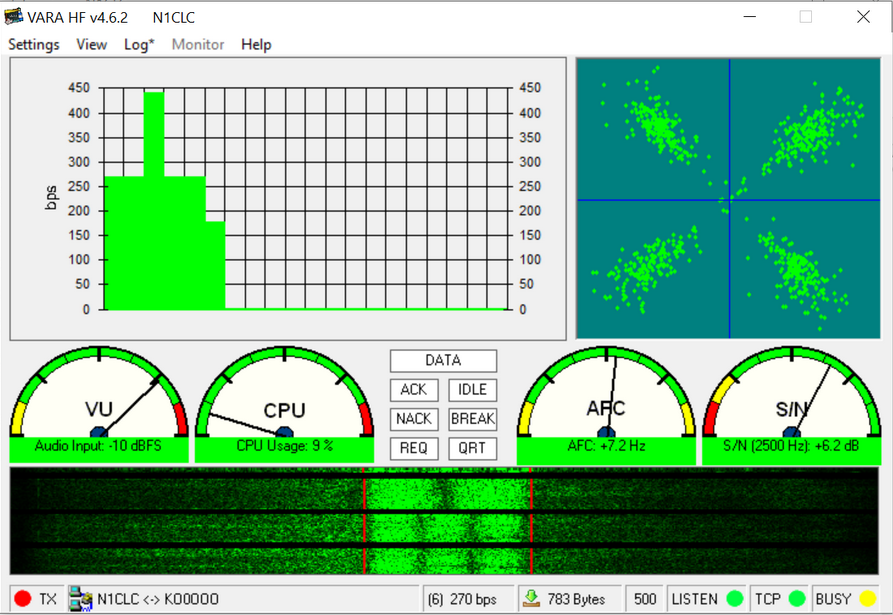 VARA HF v4.6.2 N1CLC
Settings View Log* Monitor Help
450 450
400 400
350 350
300 300
250 250
bps
200 200
150 150
100 100
50 50
0 0
VU
Audio Input: -10 dBFS
CPU
CPU Usage: 9 %
DATA
ACK IDLE
NACK BREAK
REQ QRT
AFC
AFC: +7.2 Hz
S/N
S/N (2500 Hz): +6.2 dB
TX N1CLC <-> KO0OOO (6) 270 bps 783 Bytes 500 LISTEN TCP BUSY